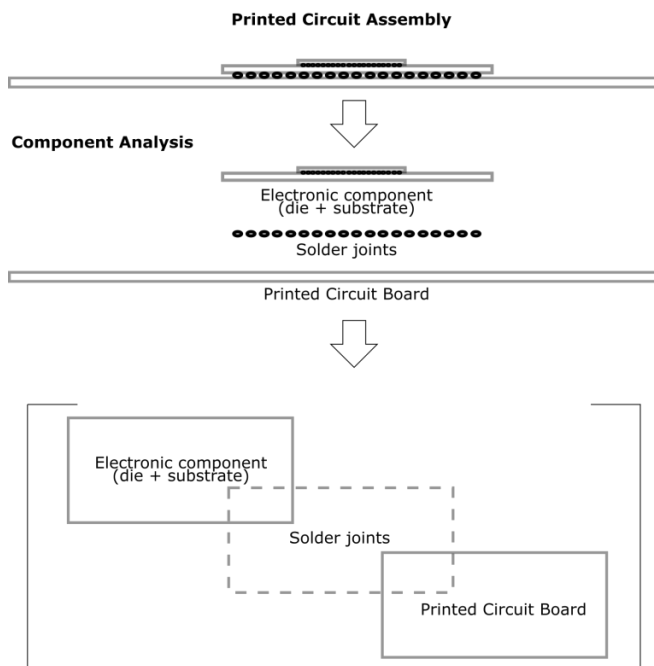 Printed Circuit Assembly
Component Analysis
Electronic component
(die + substrate)
Solder joints
Printed Circuit Board
Electronic component
(die + substrate)
Solder joints
Printed Circuit Board